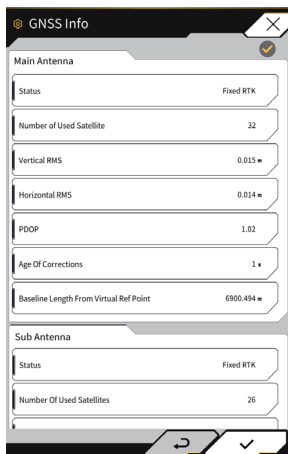 GNSS Info
Main Antenna
Status Fixed RTK
Number of Used Satellite 32
Vertical RMS 0.015 m
Horizontal RMS 0.014 m
PDOP 1.02
Age Of Corrections 1 s
Baseline Length From Virtual Ref Point 6900.494 m
Sub Antenna
Status Fixed RTK
Number Of Used Satellites 26